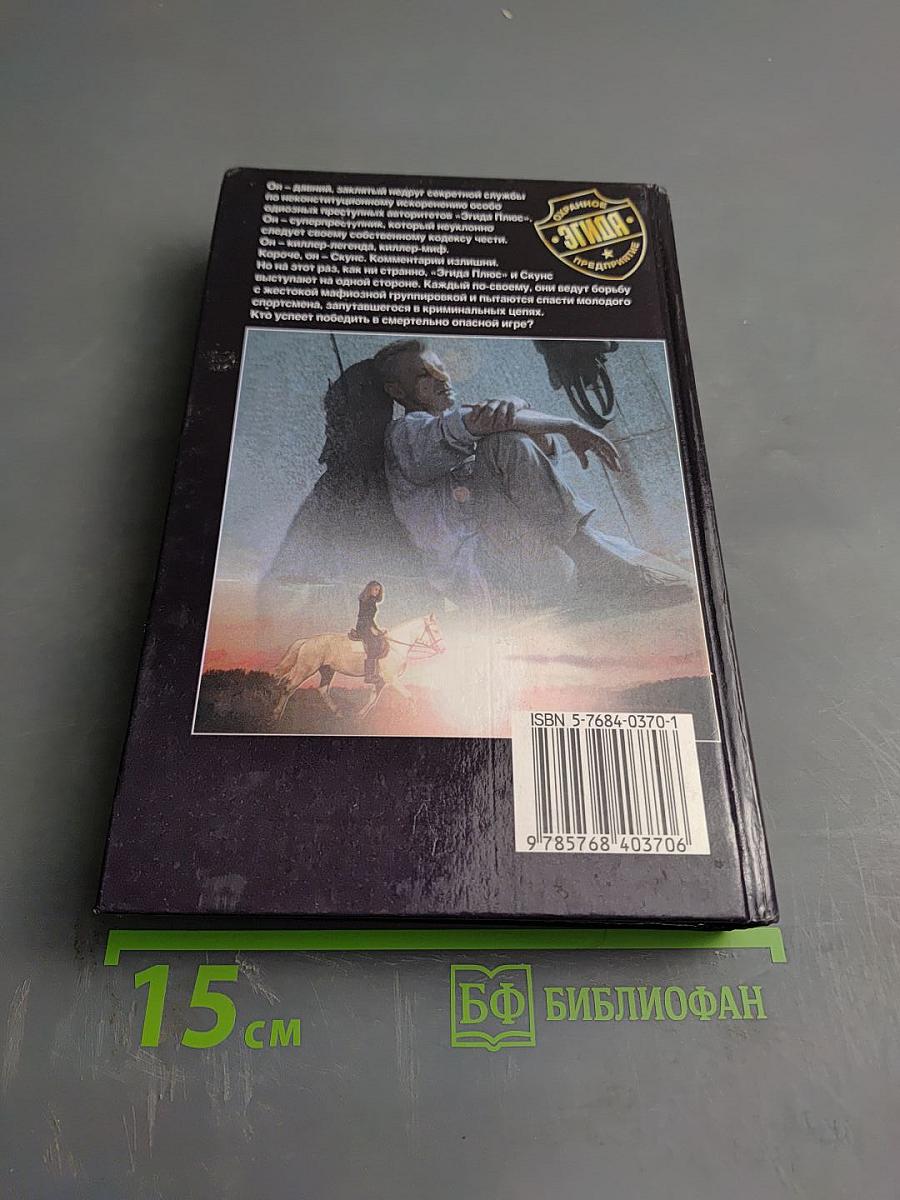 Он – давний, заклятый недруг секретной службы
по неконституционному искоренению особо
одиозных преступных авторитетов «Эгида Плюс».
Он – суперпреступник, который неуклонно
следует своему собственному кодексу чести.
Он – киллер-легенда, киллер-миф.
Короче, он – Скунс. Комментарии излишни.
Но на этот раз, как ни странно, «Эгида Плюс» и Скунс
выступают на одной стороне. Каждый по-своему, они ведут борьбу
с жестокой мафиозной группировкой и пытаются спасти молодого
спортсмена, запутавшегося в криминальных цепях.
Кто успеет победить в смертельно опасной игре?
ОХРАННОЕ
ЭГИДА
ПРЕДПРИЯТИЕ
ISBN 5-7684-0370-1
9 785768 403706
15 см
БФ БИБЛИОФАН